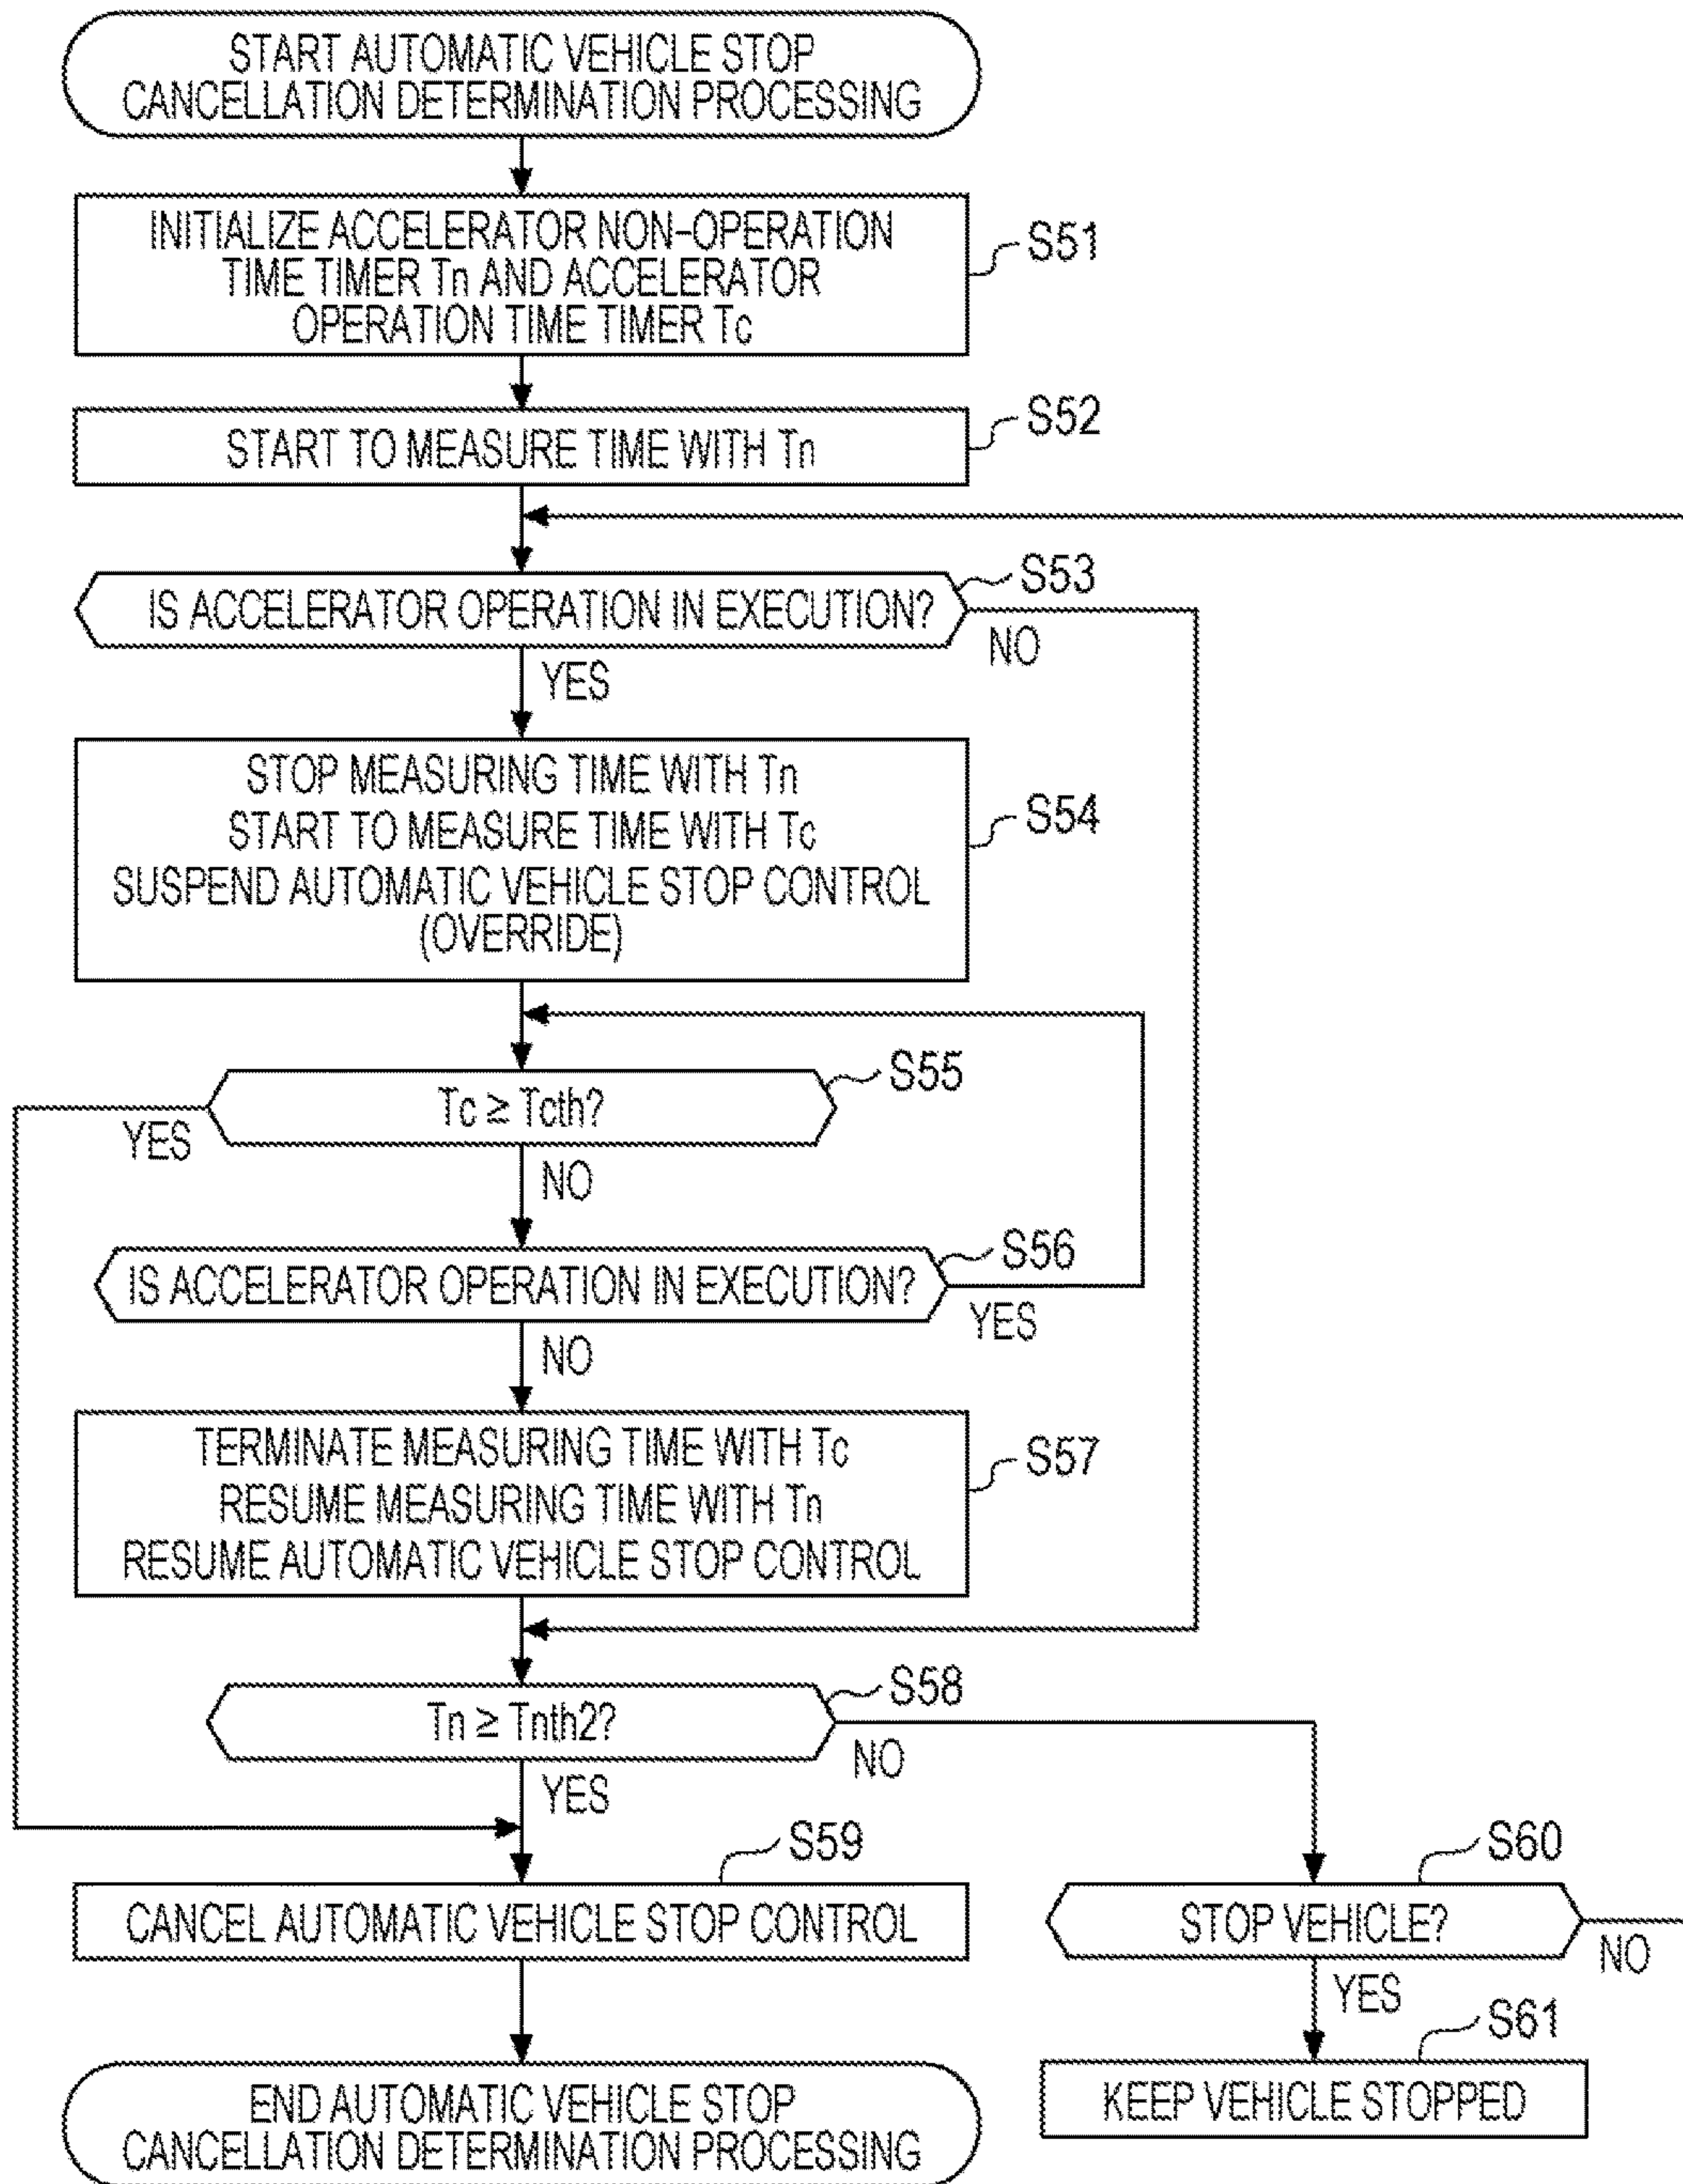 START AUTOMATIC VEHICLE STOP
CANCELLATION DETERMINATION PROCESSING
INITIALIZE ACCELERATOR NON-OPERATION
TIME TIMER Tn AND ACCELERATOR
OPERATION TIME TIMER Tc
S51
START TO MEASURE TIME WITH Tn
S52
IS ACCELERATOR OPERATION IN EXECUTION?
S53
NO
YES
STOP MEASURING TIME WITH Tn
START TO MEASURE TIME WITH Tc
SUSPEND AUTOMATIC VEHICLE STOP CONTROL
(OVERRIDE)
S54
Tc ≥ Tcth?
S55
YES
NO
IS ACCELERATOR OPERATION IN EXECUTION?
S56
YES
NO
TERMINATE MEASURING TIME WITH Tc
RESUME MEASURING TIME WITH Tn
RESUME AUTOMATIC VEHICLE STOP CONTROL
S57
Tn ≥ Tnth2?
S58
NO
YES
S59
CANCEL AUTOMATIC VEHICLE STOP CONTROL
S60
STOP VEHICLE?
NO
YES
S61
KEEP VEHICLE STOPPED
END AUTOMATIC VEHICLE STOP
CANCELLATION DETERMINATION PROCESSING